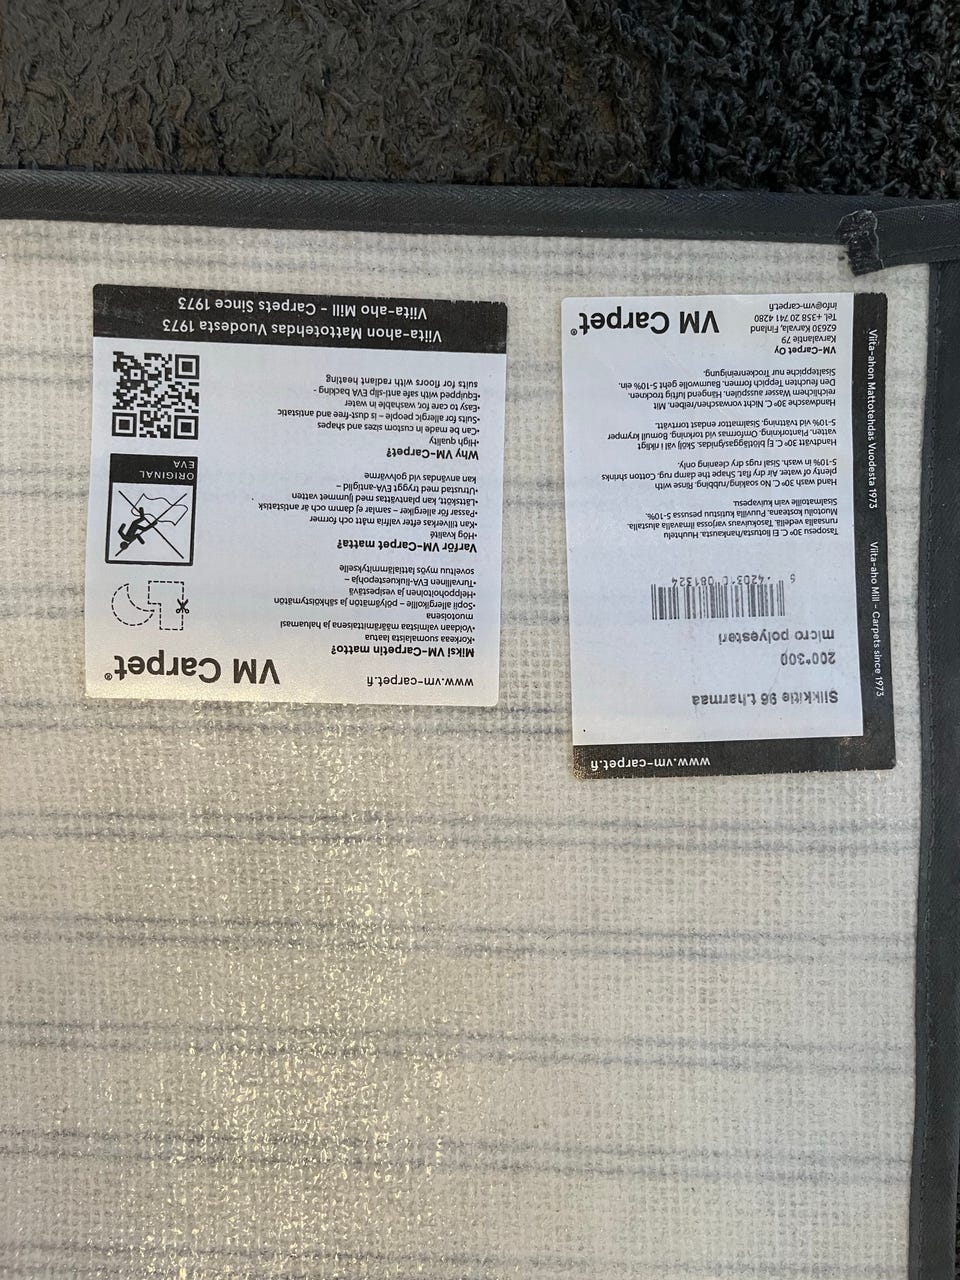 www.vm-carpet.fi
VM Carpet®
Miksi VM-Carpetin matto?
•Korkea suomalaista laatua
•Voidaan valmistaa määrämittaisena ja haluamasi
muotoisena
•Sopii allergikoille – pölyämätön ja sähköistymätön
•Helppohoitoinen ja vesipestävä
•Turvallinen EVA-liukuestepohja –
soveltuu myös lattialämmitykselle
Varför VM-Carpet matta?
•Hög kvalité
•Kan tillverkas efter valfria mått och former
•Passar för allergiker – samlar ej damm och är antistatisk
•Lättskött, kan planvättas med ljummet vatten
•Utrustad med tryggt EVA-antiglid –
kan användas vid golvvärme
Why VM-Carpet?
•High quality
•Can be made in custom sizes and shapes
•Suits for allergic people – is dust-free and antistatic
•Easy to care for, washable in water
•Equipped with safe anti-slip EVA backing -
suits for floors with radiant heating
ORIGINAL
EVA
Viita-ahon Mattotehdas Vuodesta 1973
Viita-aho Mill – Carpets Since 1973
www.vm-carpet.fi
Silkkitie 96 t.harmaa
200*300
micro polyesteri
Tasopesu 30° C. Ei liotusta/hankausta. Huuhtelu
runsaalla vedellä. Tasokuivaus varjossa ilmavalla alustalla.
Muotoilu kosteana. Puuvilla kutistuu pesussa 5-10%.
Sisalmatoille vain kuivapesu
Hand wash 30° C. No soaking/rubbing. Rinse with
plenty of water. Air dry flat. Shape the damp rug. Cotton shrinks
5-10% in wash. Sisal rugs dry cleaning only.
Handtvätt 30° C. Ej blötläggas/gnidas. Skölj väl i rikligt
vatten. Plantorkning. Omformas vid torkning. Bomull krymper
5-10% vid tvättning. Sisalmattor endast torrtvätt.
Handwäsche 30° C. Nicht vorwaschen/reiben. Mit
reichlichem Wasser ausspülen. Hängend luftig trocknen.
Den feuchten Teppich formen. Baumwolle geht 5-10% ein.
Sisalteppiche nur Trockenreinigung.
VM-Carpet Oy
Karvalantie 79
62630 Karvala, Finland
Tel. +358 20 741 4280
info@vm-carpet.fi
VM Carpet®
Viita-ahon Mattotehdas Vuodesta 1973
Viita-aho Mill – Carpets since 1973